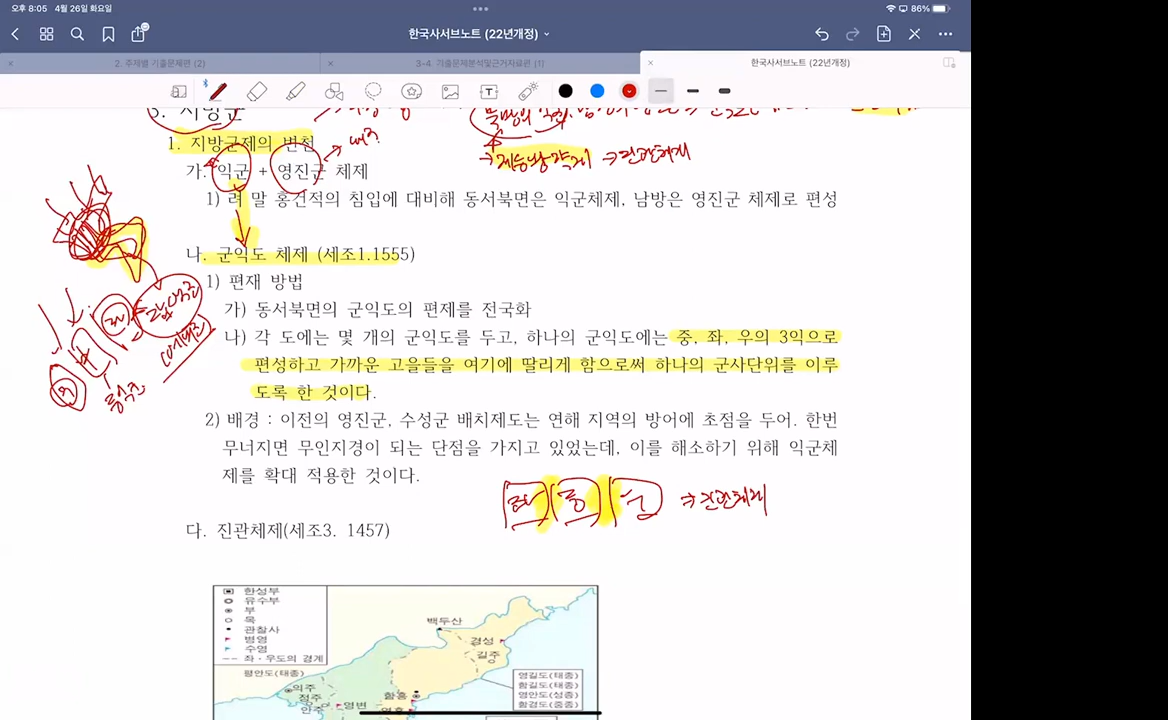 오후 8:05 4월 26일 화요일
86%
한국사서브노트 (22년개정)
2. 주제별 기출문제편 (2)
3-4. 기출문제분석및근거자료편 (1)
한국사서브노트 (22년개정)
3. 지방군
1. 지방군제의 변천
→ 제승방략제 → 진관체제
가. 익군 + 영진군 체제
1) 려 말 홍건적의 침입에 대비해 동서북면은 익군체제, 남방은 영진군 체제로 편성
나. 군익도 체제 (세조1.1555)
1) 편재 방법
가) 동서북면의 군익도의 편제를 전국화
나) 각 도에는 몇 개의 군익도를 두고, 하나의 군익도에는 중, 좌, 우의 3익으로
편성하고 가까운 고을들을 여기에 딸리게 함으로써 하나의 군사단위를 이루
도록 한 것이다.
2) 배경 : 이전의 영진군, 수성군 배치제도는 연해 지역의 방어에 초점을 두어. 한번
무너지면 무인지경이 되는 단점을 가지고 있었는데, 이를 해소하기 위해 익군체
제를 확대 적용한 것이다.
⇒ 진관체제
다. 진관체제(세조3. 1457)
한성부
유수부
부
목
관찰사
병영
수영
좌·우도의 경계
평안도(태종)
백두산
경성
길주
의주
정주
안주
영변
함흥
영흥
영길도(태종)
함길도(태종)
영안도(성종)
함경도(중종)